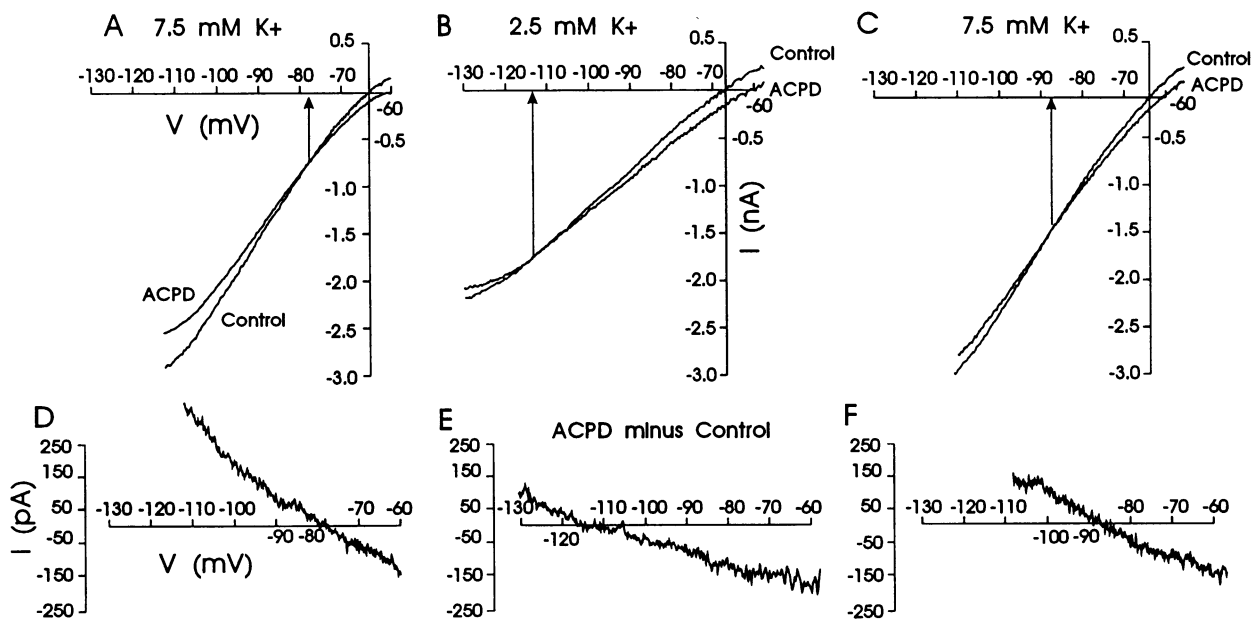 A 7.5 mM K+
0.5
-130 -120 -110 -100 -90 -80 -70
-60
V (mV)
-0.5
-1.0
-1.5
-2.0
-2.5
-3.0
ACPD
Control
B 2.5 mM K+
0.5
Control
-130 -120 -110 -100 -90 -80 -70
ACPD
-60
-0.5
-1.0
-1.5
-2.0
-2.5
-3.0
I (nA)
C 7.5 mM K+
0.5
Control
-130 -120 -110 -100 -90 -80 -70
ACPD
-60
-0.5
-1.0
-1.5
-2.0
-2.5
-3.0
D
250
150
50
-50
-150
-250
I (pA)
-130 -120 -110 -100 -70 -60
-90 -80
V (mV)
E ACPD minus Control
250
150
50
-50
-150
-250
-130 -110 -100 -90 -80 -70 -60
-120
F
250
150
50
-50
-150
-250
-130 -120 -110 -80 -70 -60
-100 -90